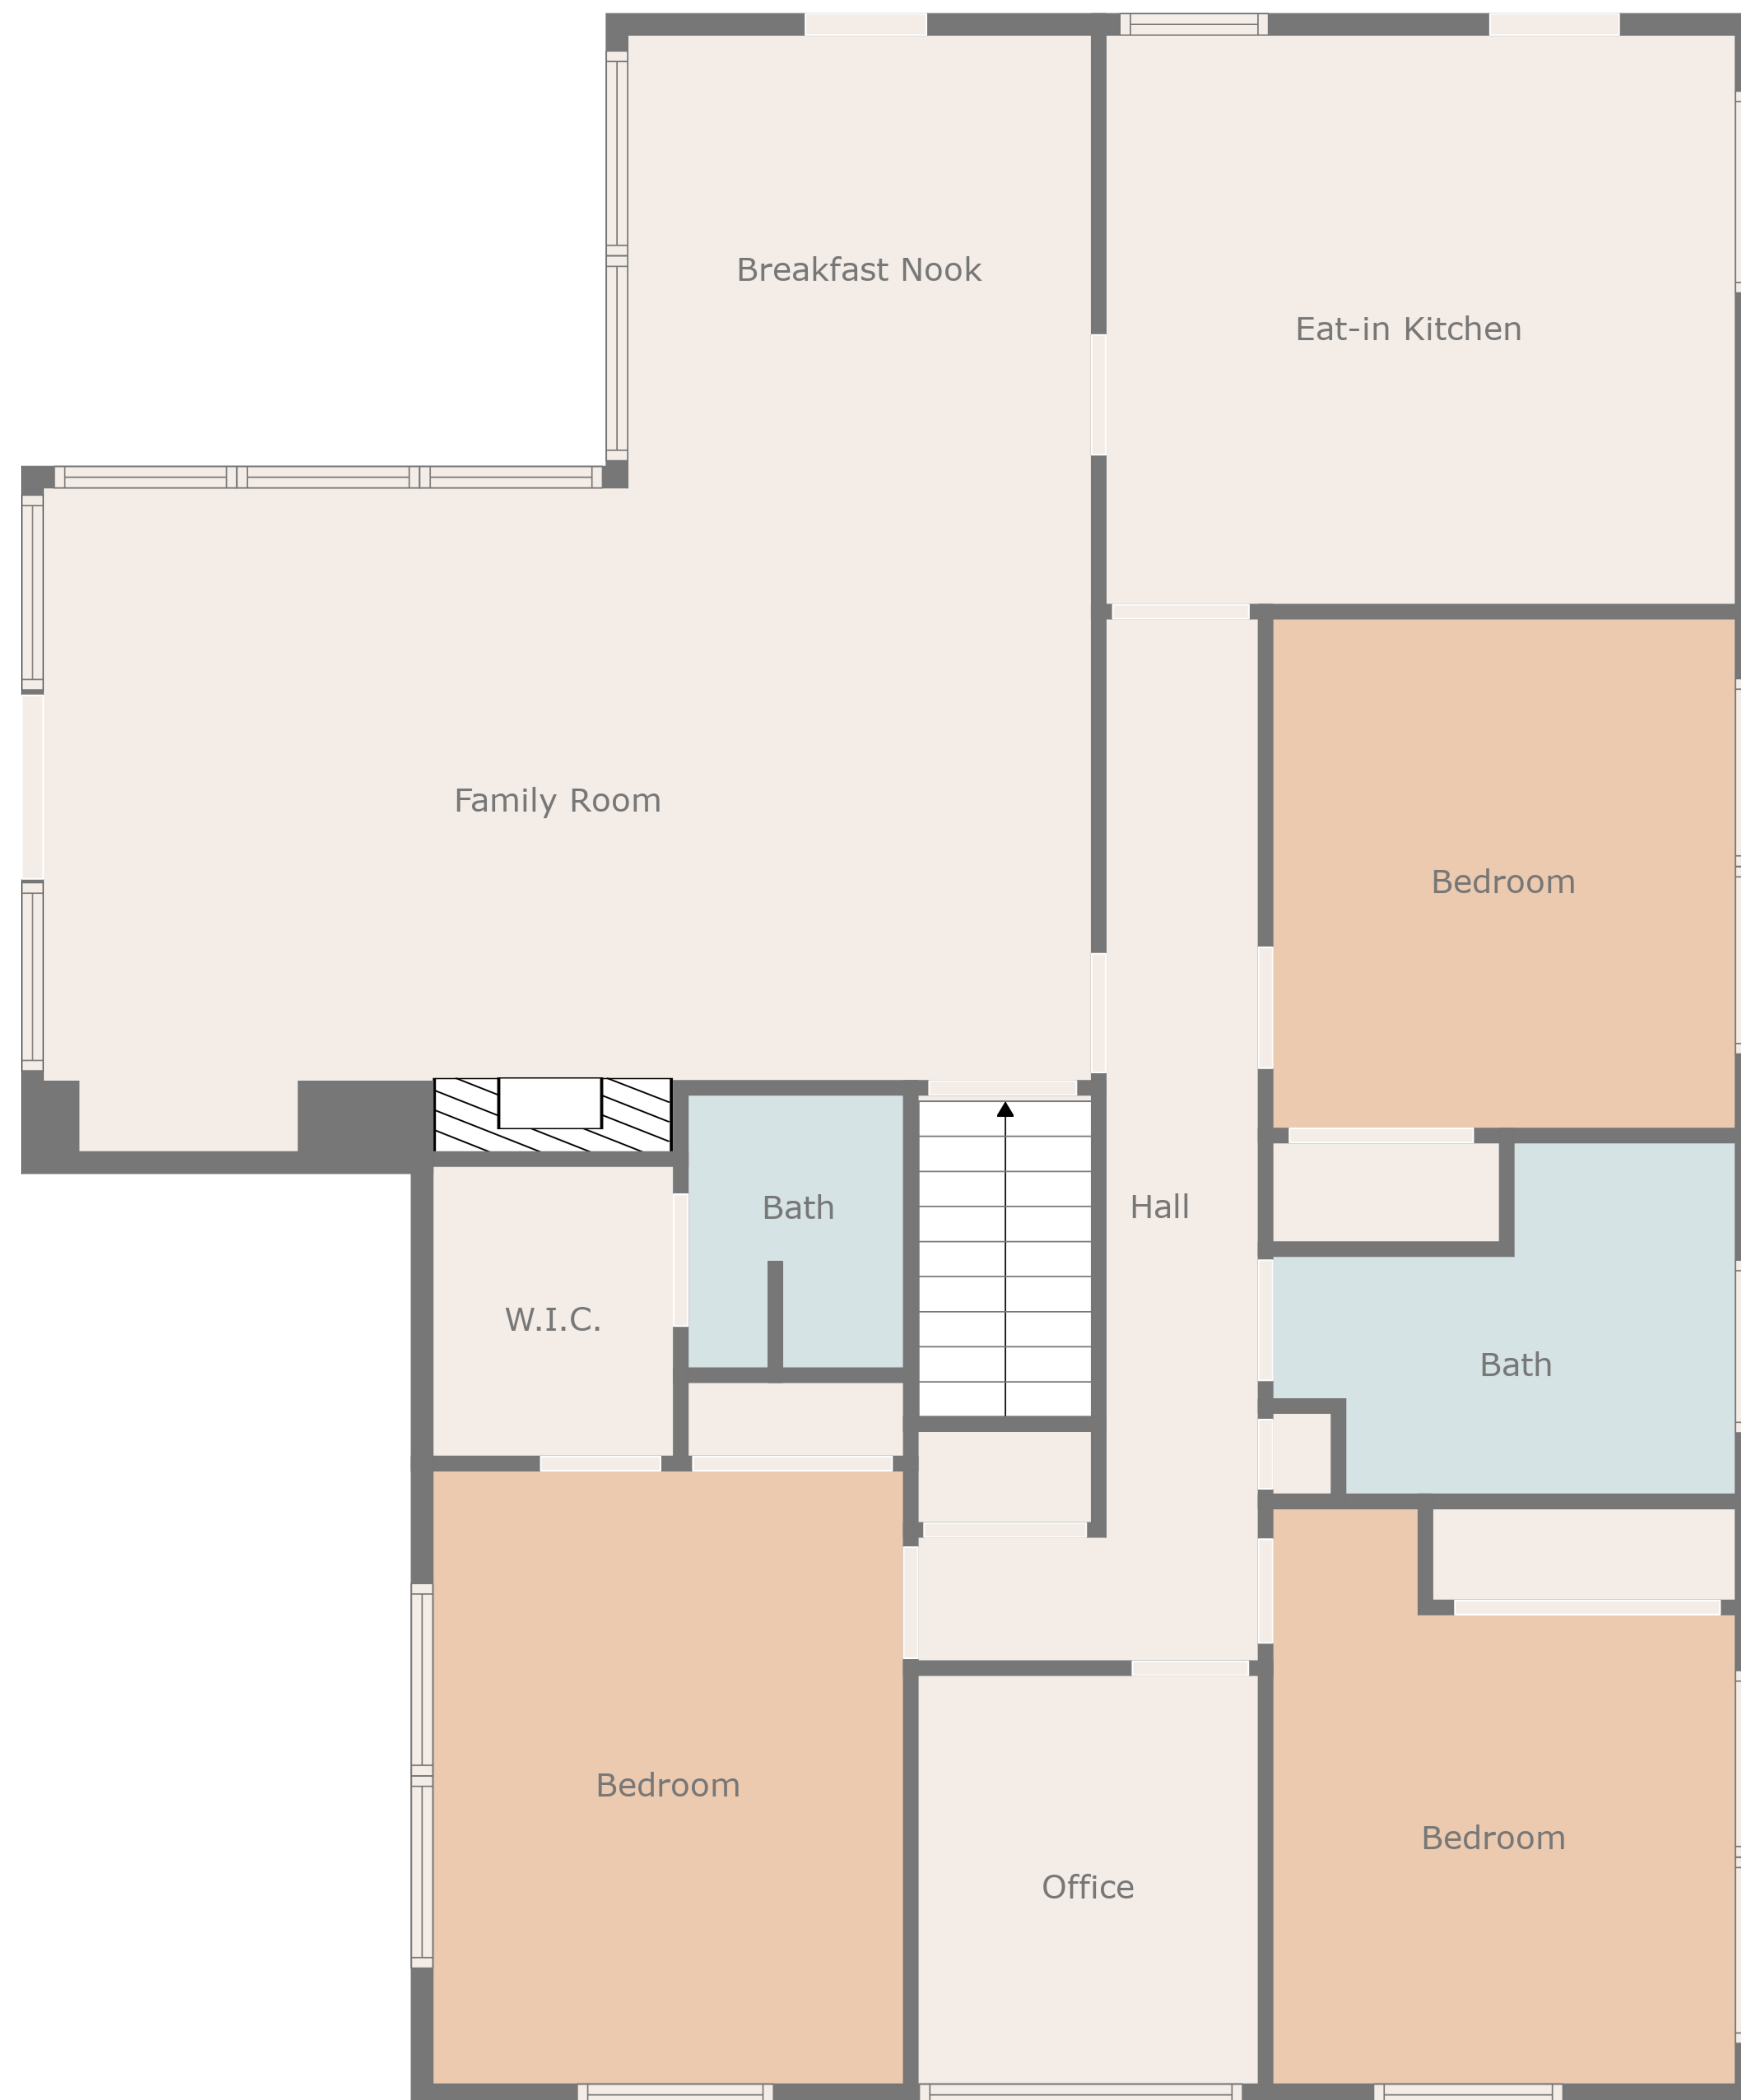 Breakfast Nook
Eat-in Kitchen
Family Room
Bedroom
Bath
Hall
W.I.C.
Bath
Bedroom
Bedroom
Office